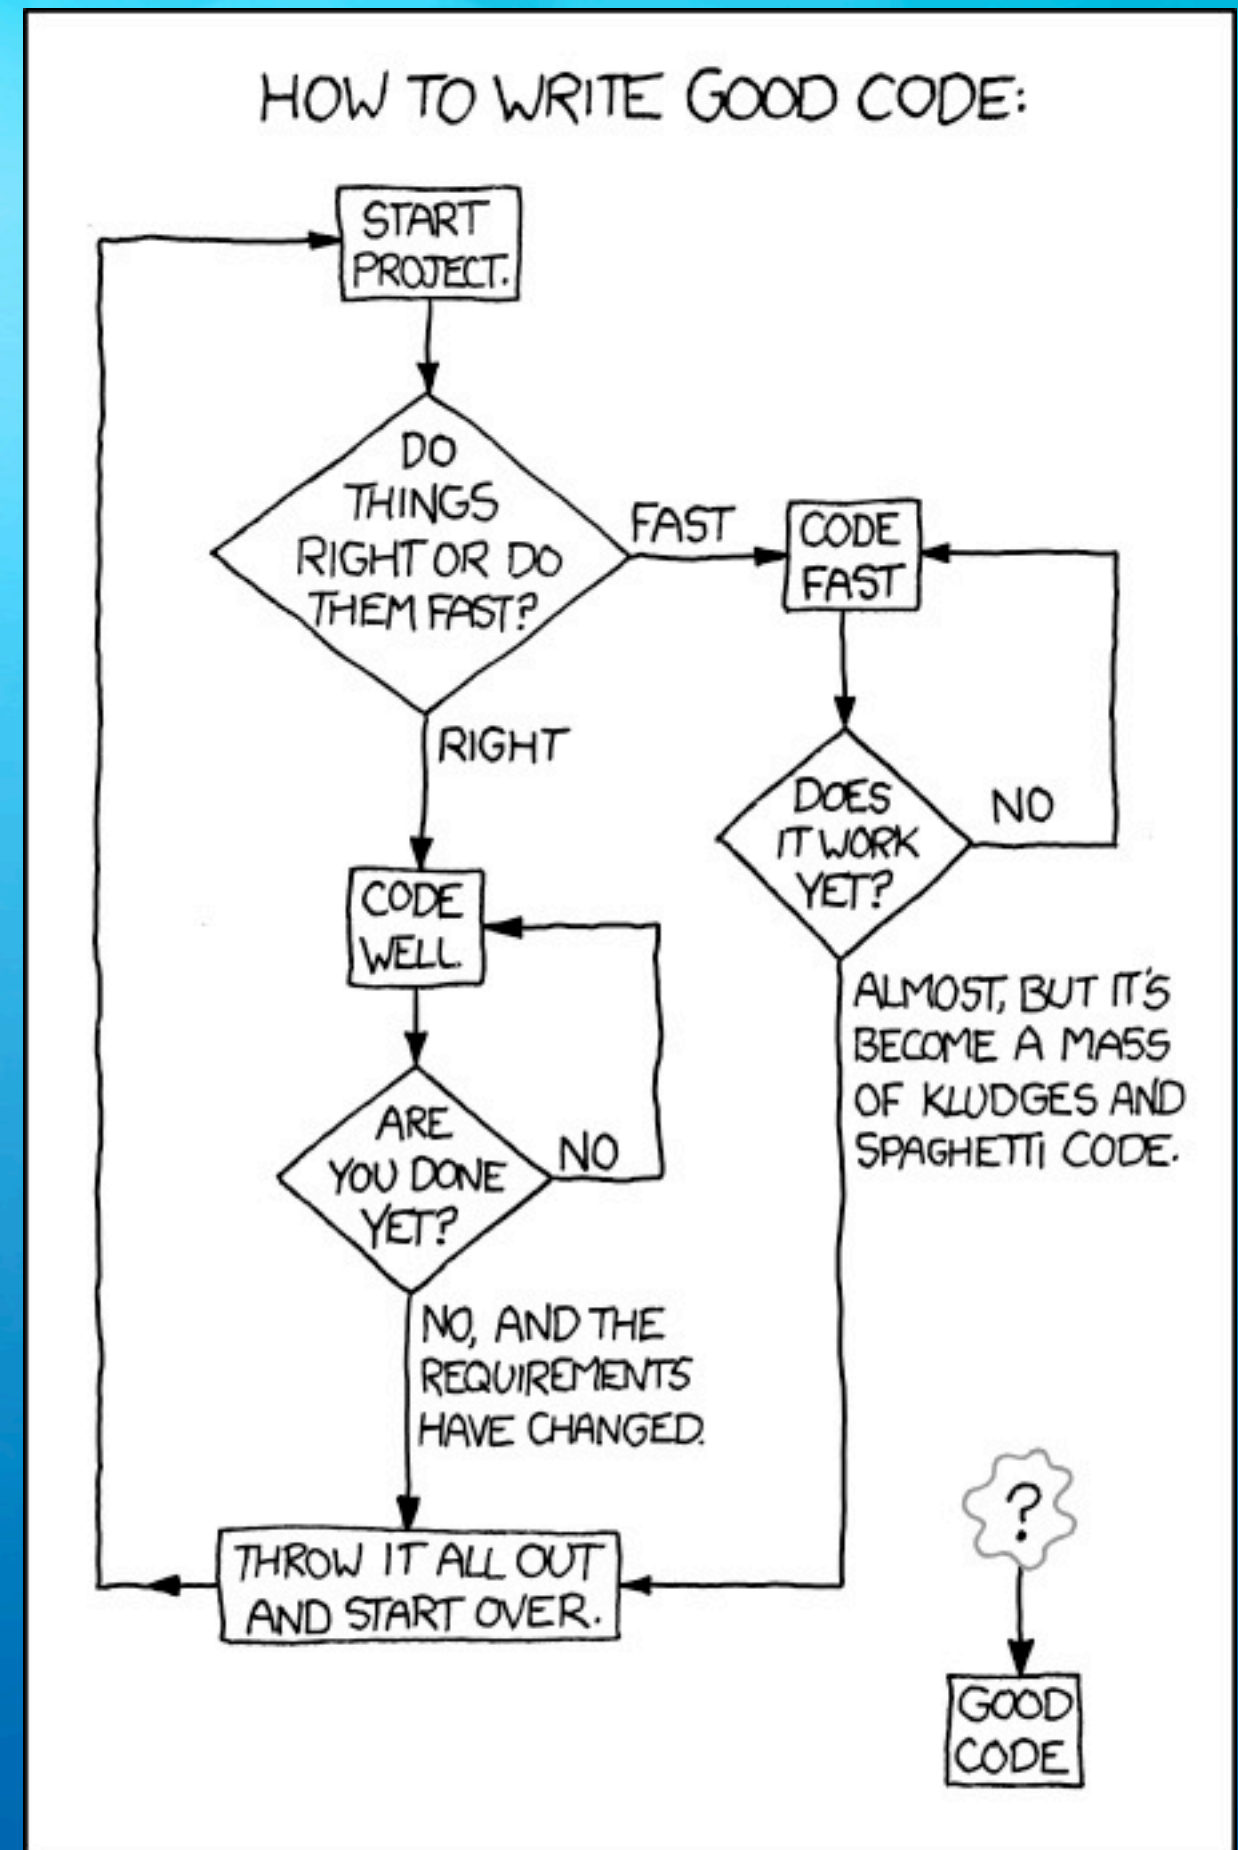 HOW TO WRITE GOOD CODE:
START
PROJECT.
DO
THINGS
RIGHT OR DO
THEM FAST?
FAST
CODE
FAST
RIGHT
DOES
IT WORK
YET?
NO
CODE
WELL.
ALMOST, BUT IT'S
BECOME A MASS
OF KLUDGES AND
SPAGHETTI CODE.
ARE
YOU DONE
YET?
NO
NO, AND THE
REQUIREMENTS
HAVE CHANGED.
THROW IT ALL OUT
AND START OVER.
?
GOOD
CODE